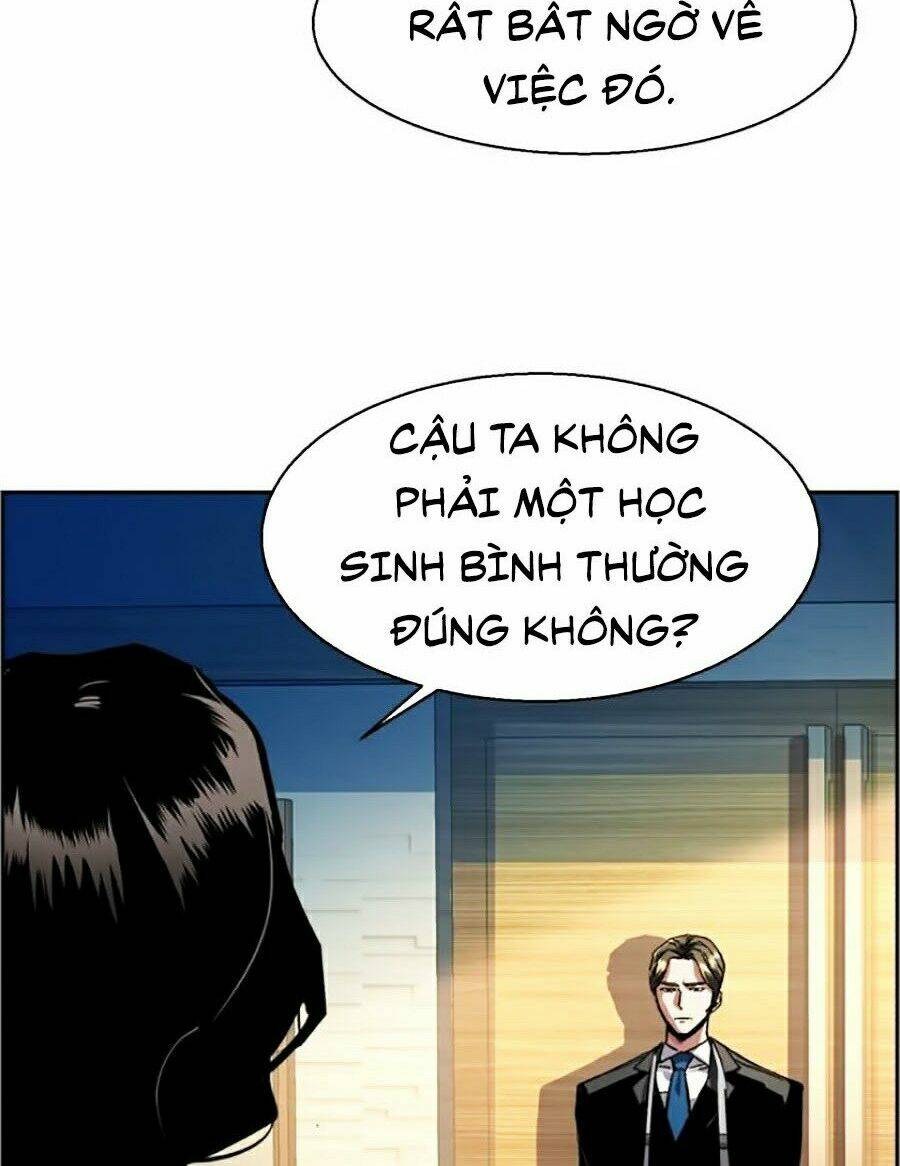 RẤT BẤT NGỜ VỀ
VIỆC ĐÓ.
CẬU TA KHÔNG
PHẢI MỘT HỌC
SINH BÌNH THƯỜNG
ĐÚNG KHÔNG?